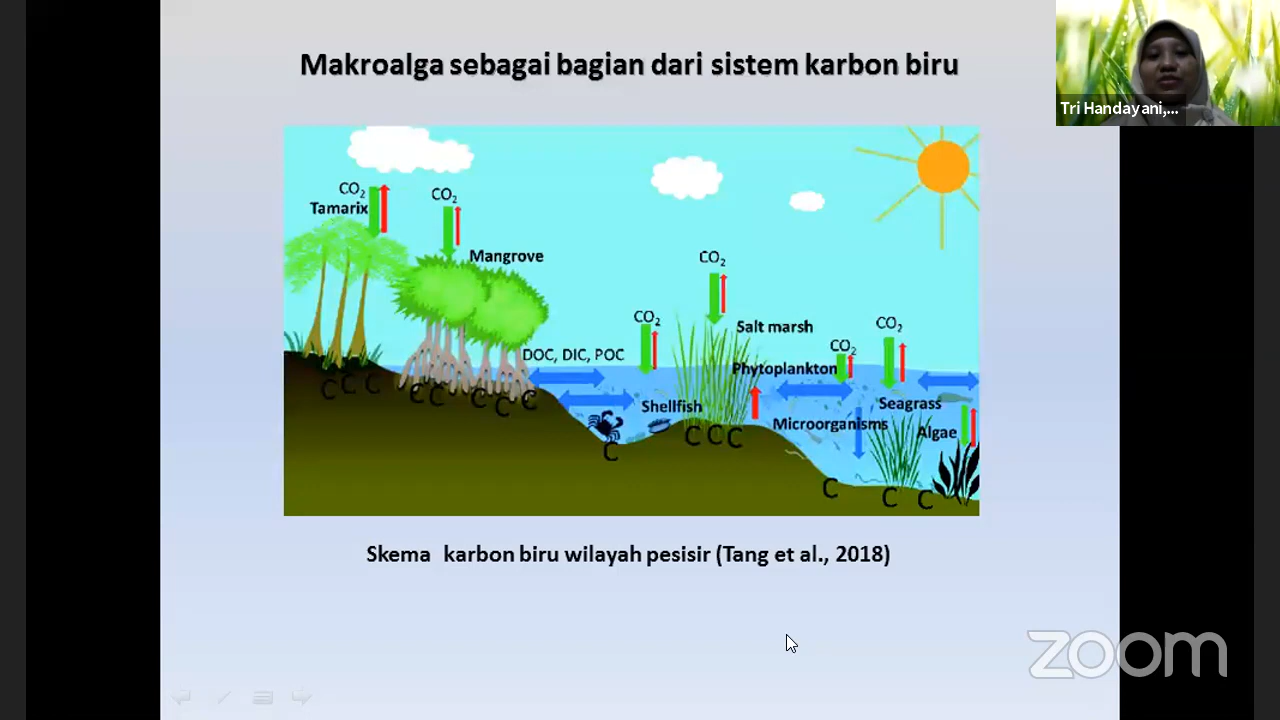 Makroalga sebagai bagian dari sistem karbon biru
Tri Handayani,...
CO2
Tamarix
CO2
Mangrove
CO2
Salt marsh
CO2
CO2
CO2
DOC, DIC, POC
Phytoplankton
Shellfish
Seagrass
Microorganisms
Algae
C C C
C C C C C
C
C C C
C
C C
Skema karbon biru wilayah pesisir (Tang et al., 2018)
zoom